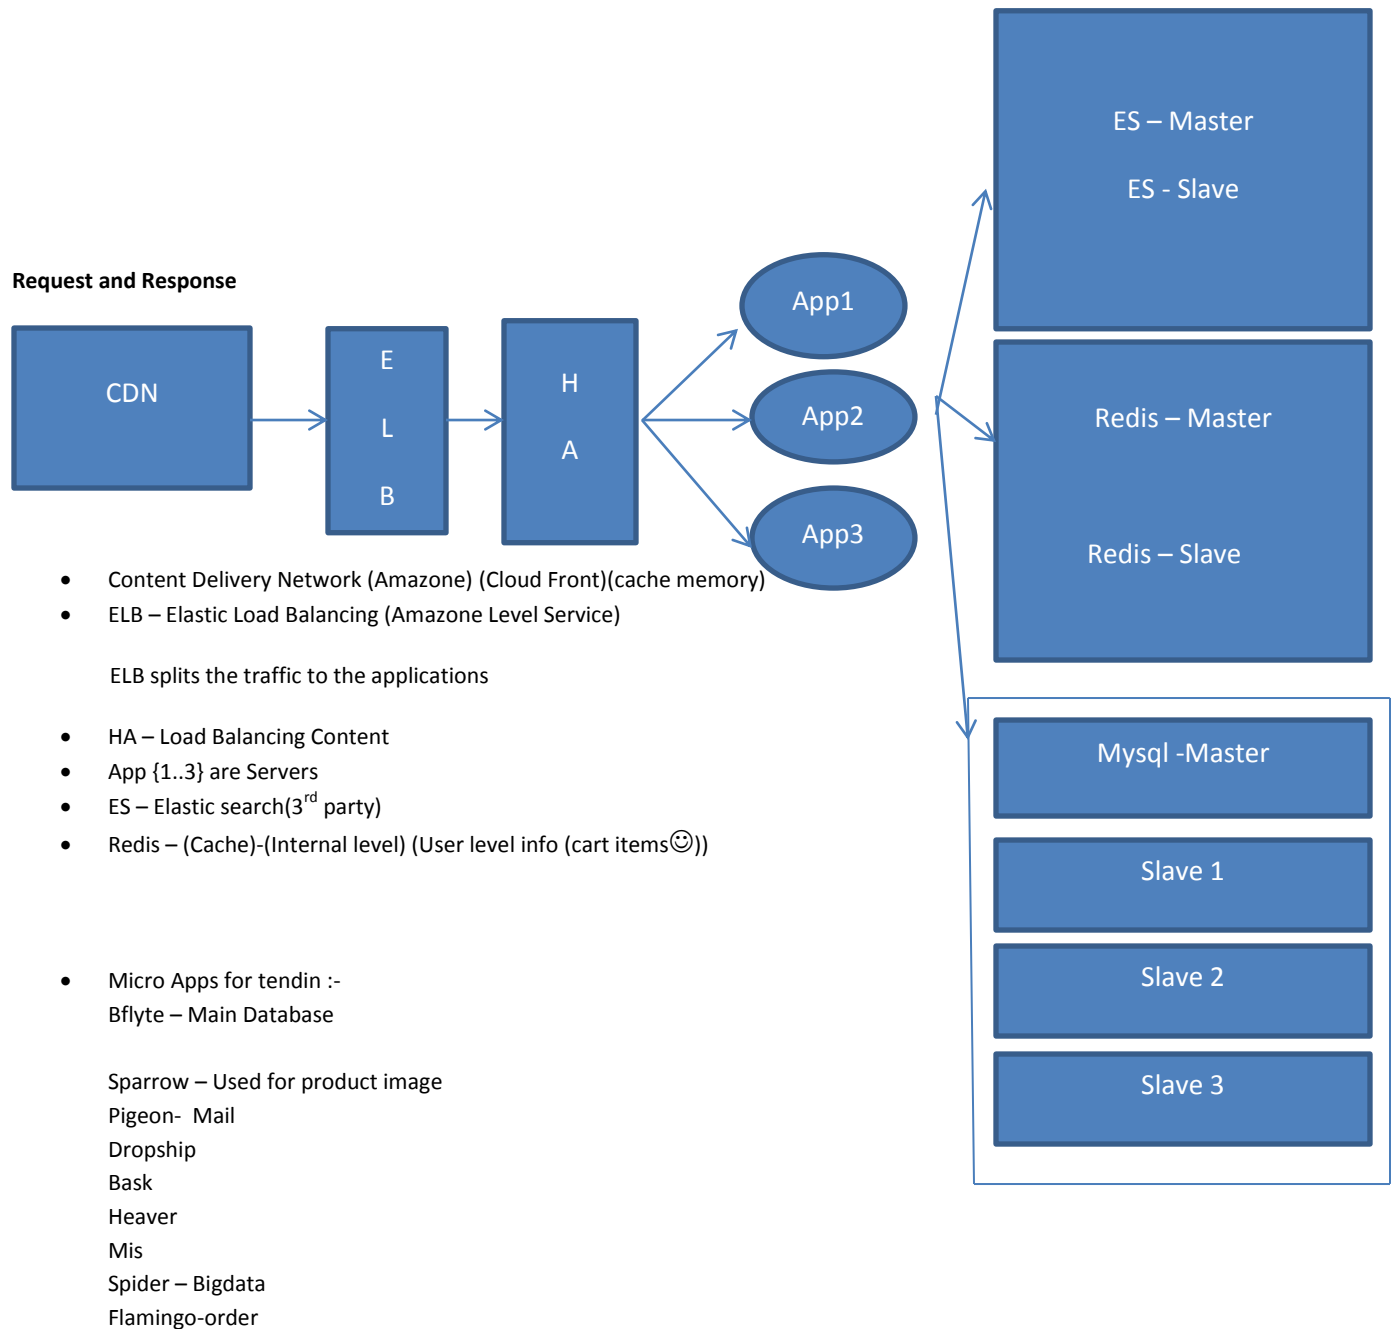 Request and Response
CDN
E
L
B
H
A
App1
App2
App3
ES – Master
ES - Slave
Redis – Master
Redis – Slave
Mysql -Master
Slave 1
Slave 2
Slave 3
• Content Delivery Network (Amazone) (Cloud Front)(cache memory)
• ELB – Elastic Load Balancing (Amazone Level Service)
ELB splits the traffic to the applications
• HA – Load Balancing Content
• App {1..3} are Servers
• ES – Elastic search(3rd party)
• Redis – (Cache)-(Internal level) (User level info (cart items☺))
• Micro Apps for tendin :-
Bflyte – Main Database
Sparrow – Used for product image
Pigeon- Mail
Dropship
Bask
Heaver
Mis
Spider – Bigdata
Flamingo-order